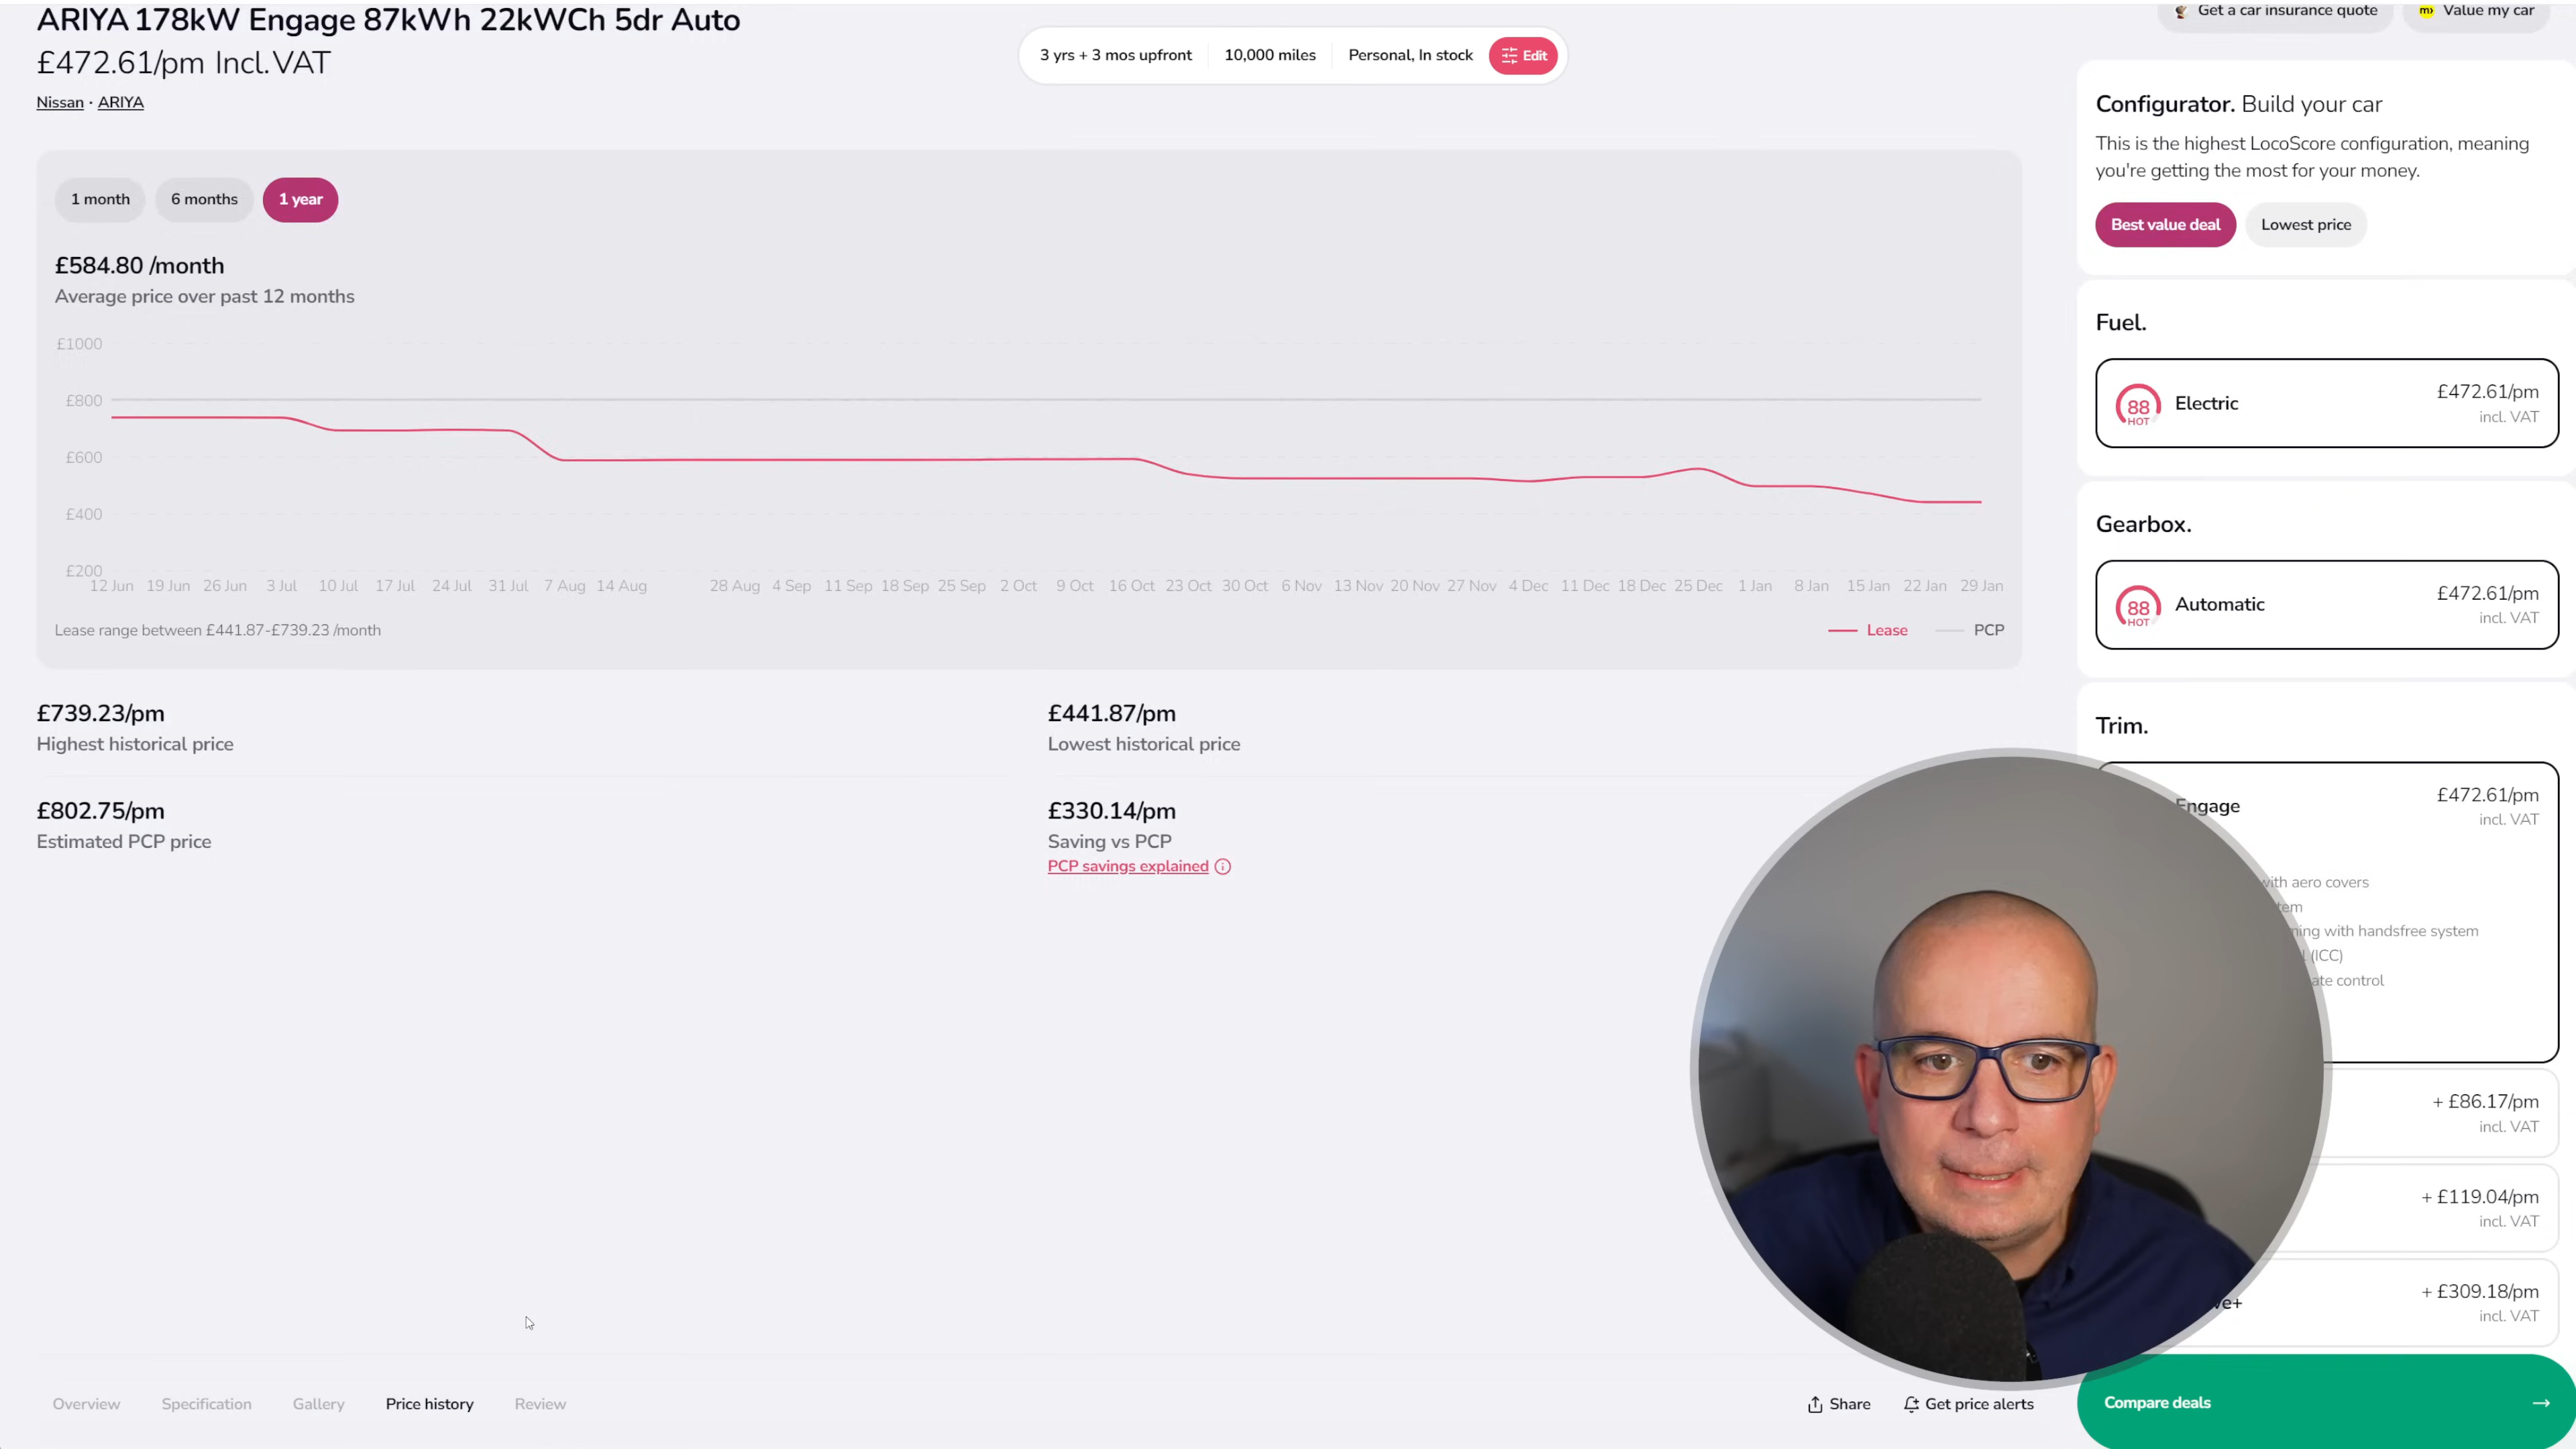 ARIYA 178kW Engage 87kWh 22kWCh 5dr Auto
£472.61/pm Incl.VAT
Nissan · ARIYA
3 yrs + 3 mos upfront 10,000 miles Personal, In stock Edit
Get a car insurance quote Value my car
1 month 6 months 1 year
£584.80 /month
Average price over past 12 months
£1000
£800
£600
£400
£200
12 Jun 19 Jun 26 Jun 3 Jul 10 Jul 17 Jul 24 Jul 31 Jul 7 Aug 14 Aug 28 Aug 4 Sep 11 Sep 18 Sep 25 Sep 2 Oct 9 Oct 16 Oct 23 Oct 30 Oct 6 Nov 13 Nov 20 Nov 27 Nov 4 Dec 11 Dec 18 Dec 25 Dec 1 Jan 8 Jan 15 Jan 22 Jan 29 Jan
Lease range between £441.87-£739.23 /month
Lease PCP
£739.23/pm
Highest historical price
£441.87/pm
Lowest historical price
£802.75/pm
Estimated PCP price
£330.14/pm
Saving vs PCP
PCP savings explained
Configurator. Build your car
This is the highest LocoScore configuration, meaning
you're getting the most for your money.
Best value deal Lowest price
Fuel.
88 HOT Electric £472.61/pm
incl. VAT
Gearbox.
88 HOT Automatic £472.61/pm
incl. VAT
Trim.
Engage £472.61/pm
incl. VAT
with aero covers
with handsfree system
(ICC)
control
+ £86.17/pm
incl. VAT
+ £119.04/pm
incl. VAT
+ £309.18/pm
incl. VAT
Overview Specification Gallery Price history Review
Share Get price alerts
Compare deals